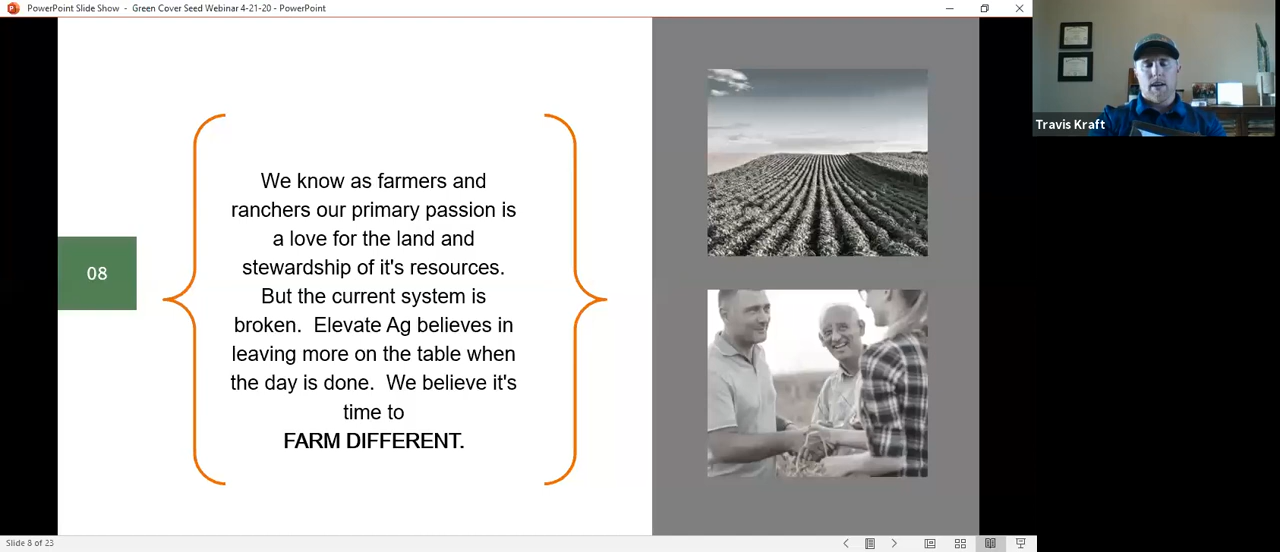 PowerPoint Slide Show - Green Cover Seed Webinar 4-21-20 - PowerPoint
Travis Kraft
08
We know as farmers and
ranchers our primary passion is
a love for the land and
stewardship of it's resources.
But the current system is
broken. Elevate Ag believes in
leaving more on the table when
the day is done. We believe it's
time to
FARM DIFFERENT.
Slide 8 of 23